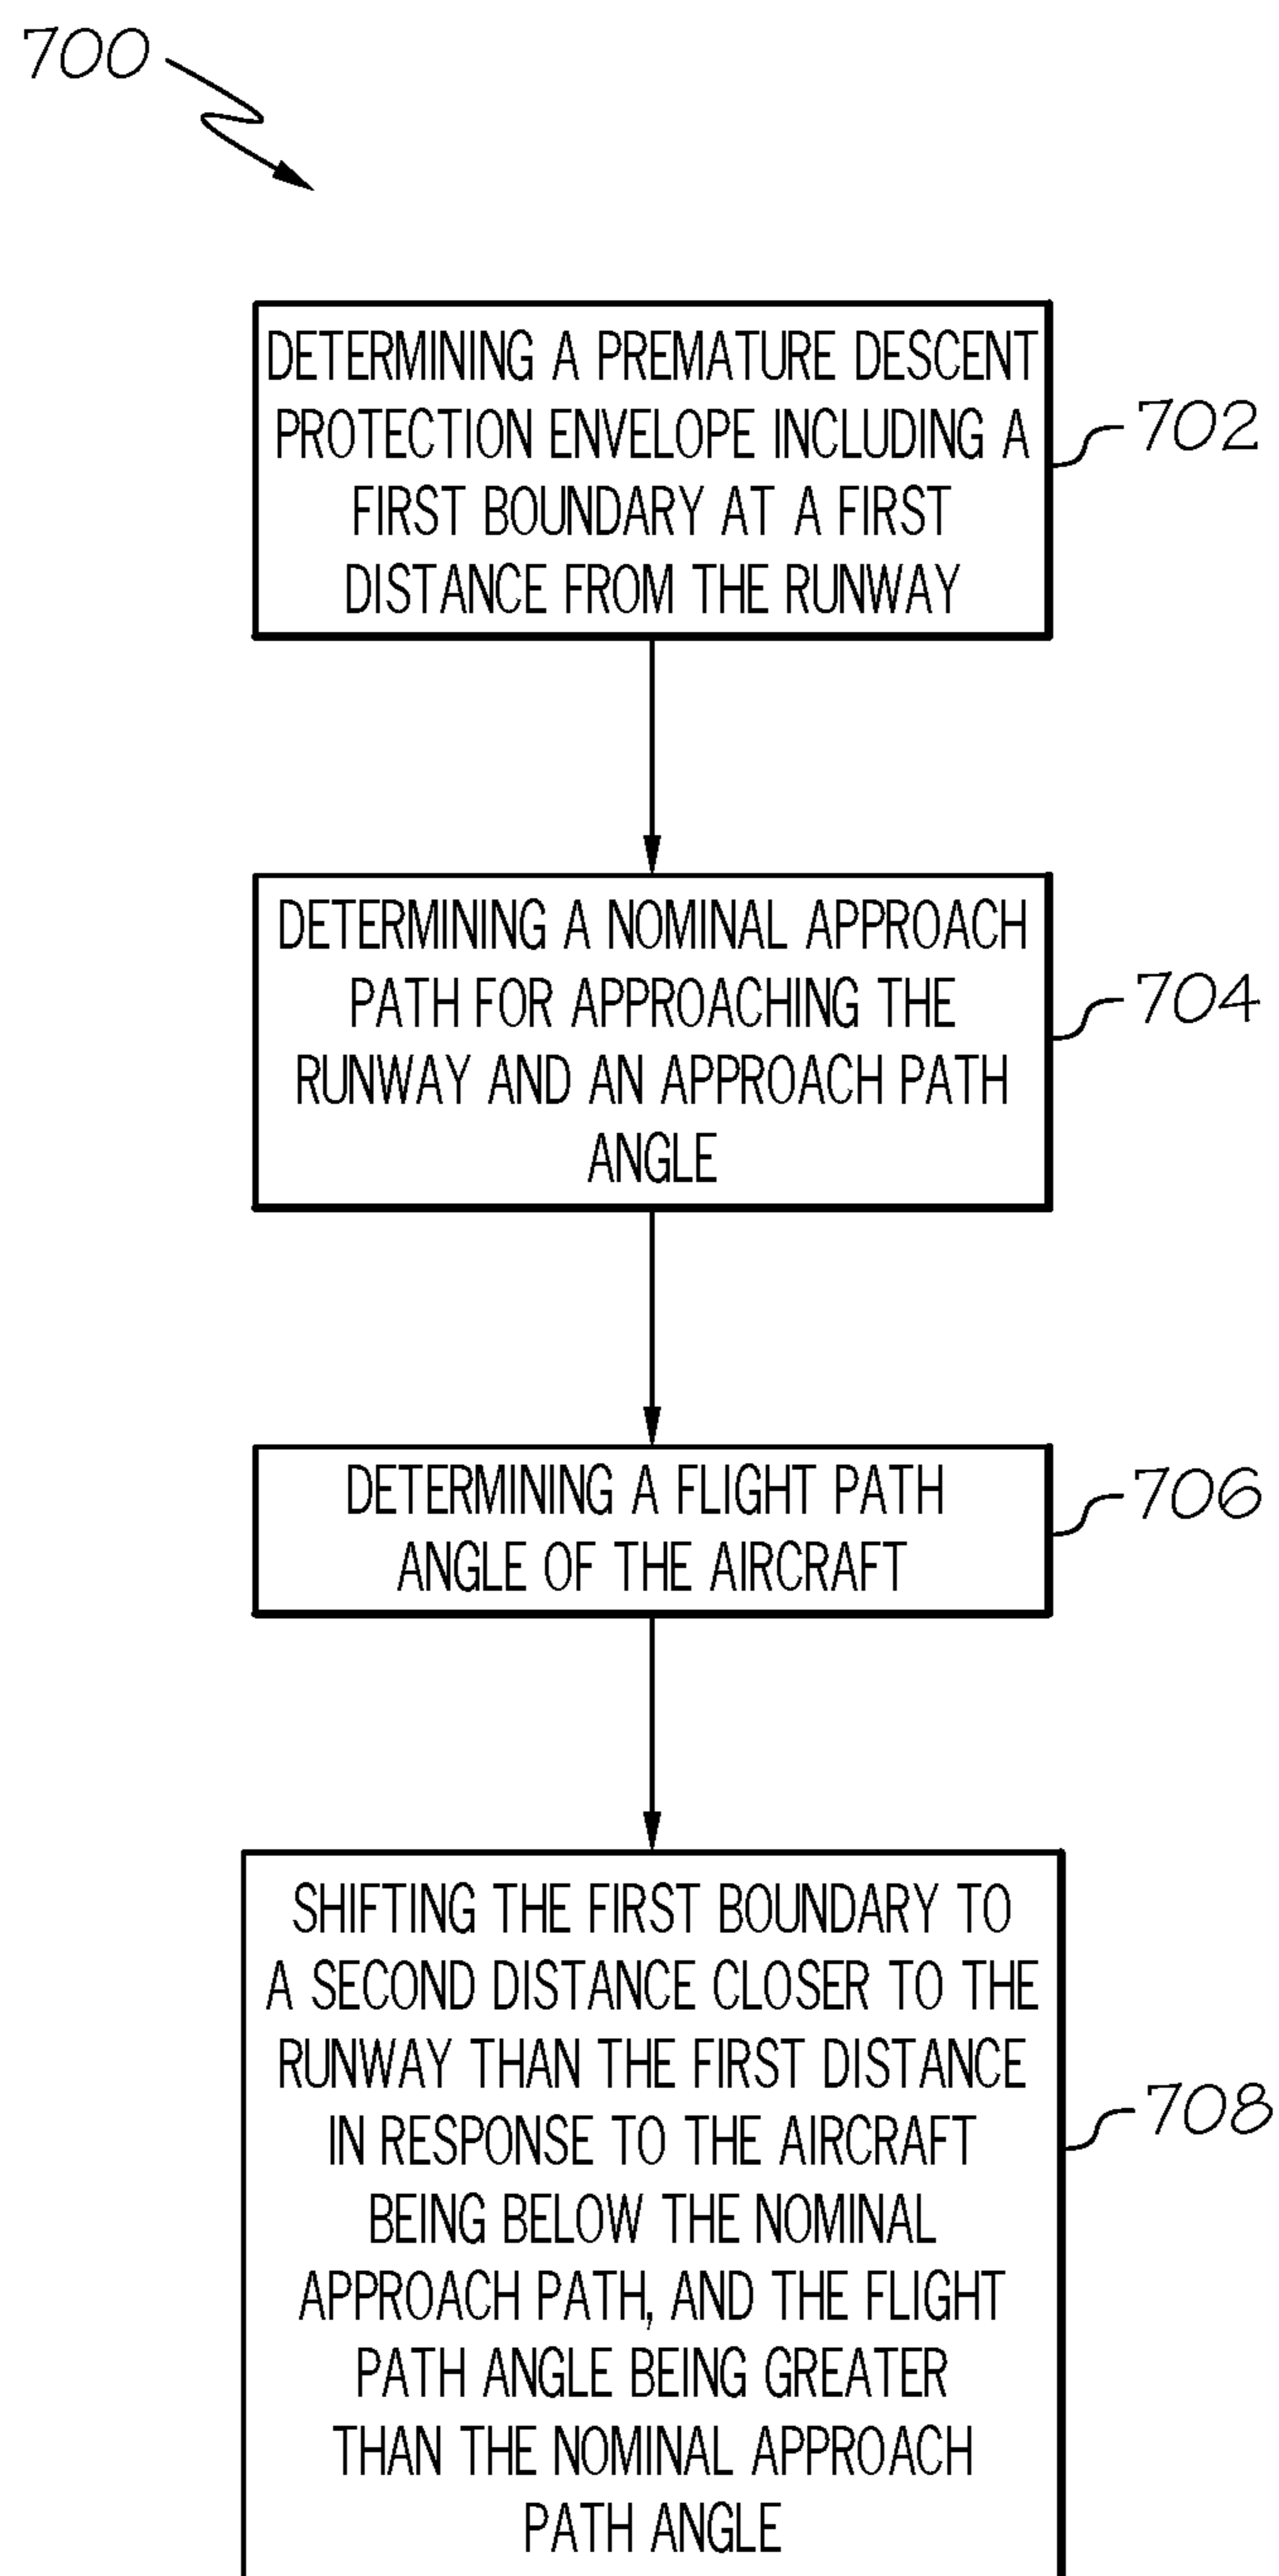 700
DETERMINING A PREMATURE DESCENT
PROTECTION ENVELOPE INCLUDING A
FIRST BOUNDARY AT A FIRST
DISTANCE FROM THE RUNWAY
702
DETERMINING A NOMINAL APPROACH
PATH FOR APPROACHING THE
RUNWAY AND AN APPROACH PATH
ANGLE
704
DETERMINING A FLIGHT PATH
ANGLE OF THE AIRCRAFT
706
SHIFTING THE FIRST BOUNDARY TO
A SECOND DISTANCE CLOSER TO THE
RUNWAY THAN THE FIRST DISTANCE
IN RESPONSE TO THE AIRCRAFT
BEING BELOW THE NOMINAL
APPROACH PATH, AND THE FLIGHT
PATH ANGLE BEING GREATER
THAN THE NOMINAL APPROACH
PATH ANGLE
708